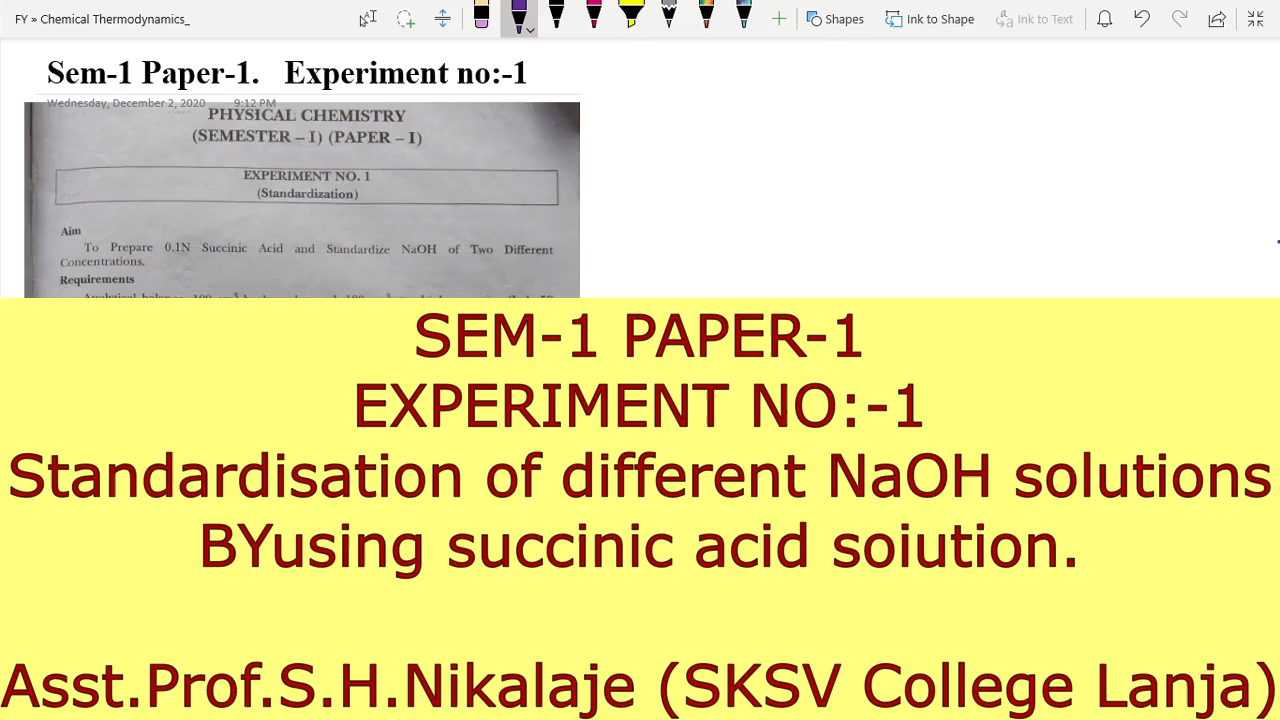 FY » Chemical Thermodynamics_
Shapes
Ink to Shape
Ink to Text
Sem-1 Paper-1. Experiment no:-1
Wednesday, December 2, 2020 9:12 PM
PHYSICAL CHEMISTRY
(SEMESTER – I) (PAPER – I)
EXPERIMENT NO. 1
(Standardization)
Aim
To Prepare 0.1N Succinic Acid and Standardize NaOH of Two Different
Concentrations.
Requirements
SEM-1 PAPER-1
EXPERIMENT NO:-1
Standardisation of different NaOH solutions
BYusing succinic acid soiution.
Asst.Prof.S.H.Nikalaje (SKSV College Lanja)